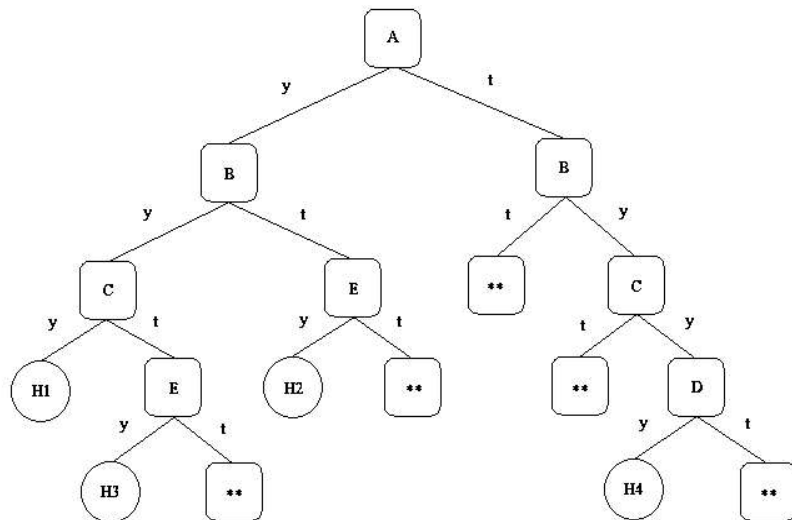 A
y t
B B
y t t y
C E ** C
y t y t t y
H1 E H2 ** ** D
y t y t
H3 ** H4 **